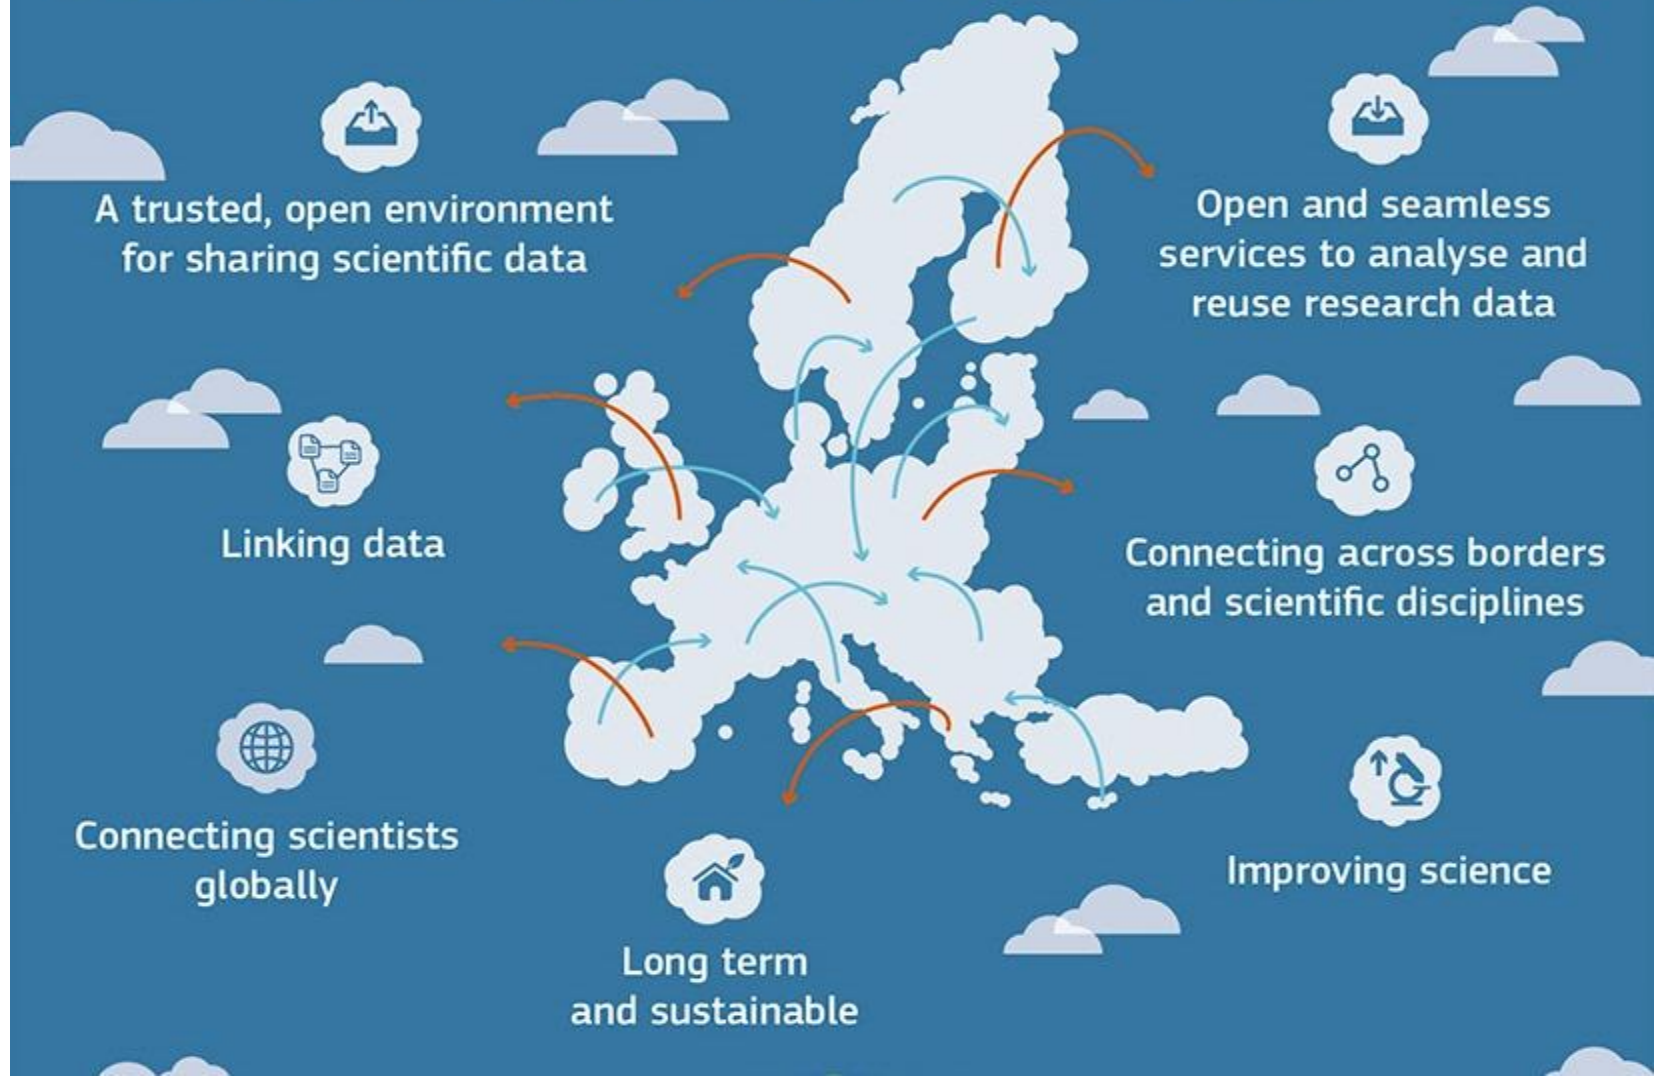 A trusted, open environment
for sharing scientific data
Open and seamless
services to analyse and
reuse research data
Linking data
Connecting across borders
and scientific disciplines
Connecting scientists
globally
Improving science
Long term
and sustainable